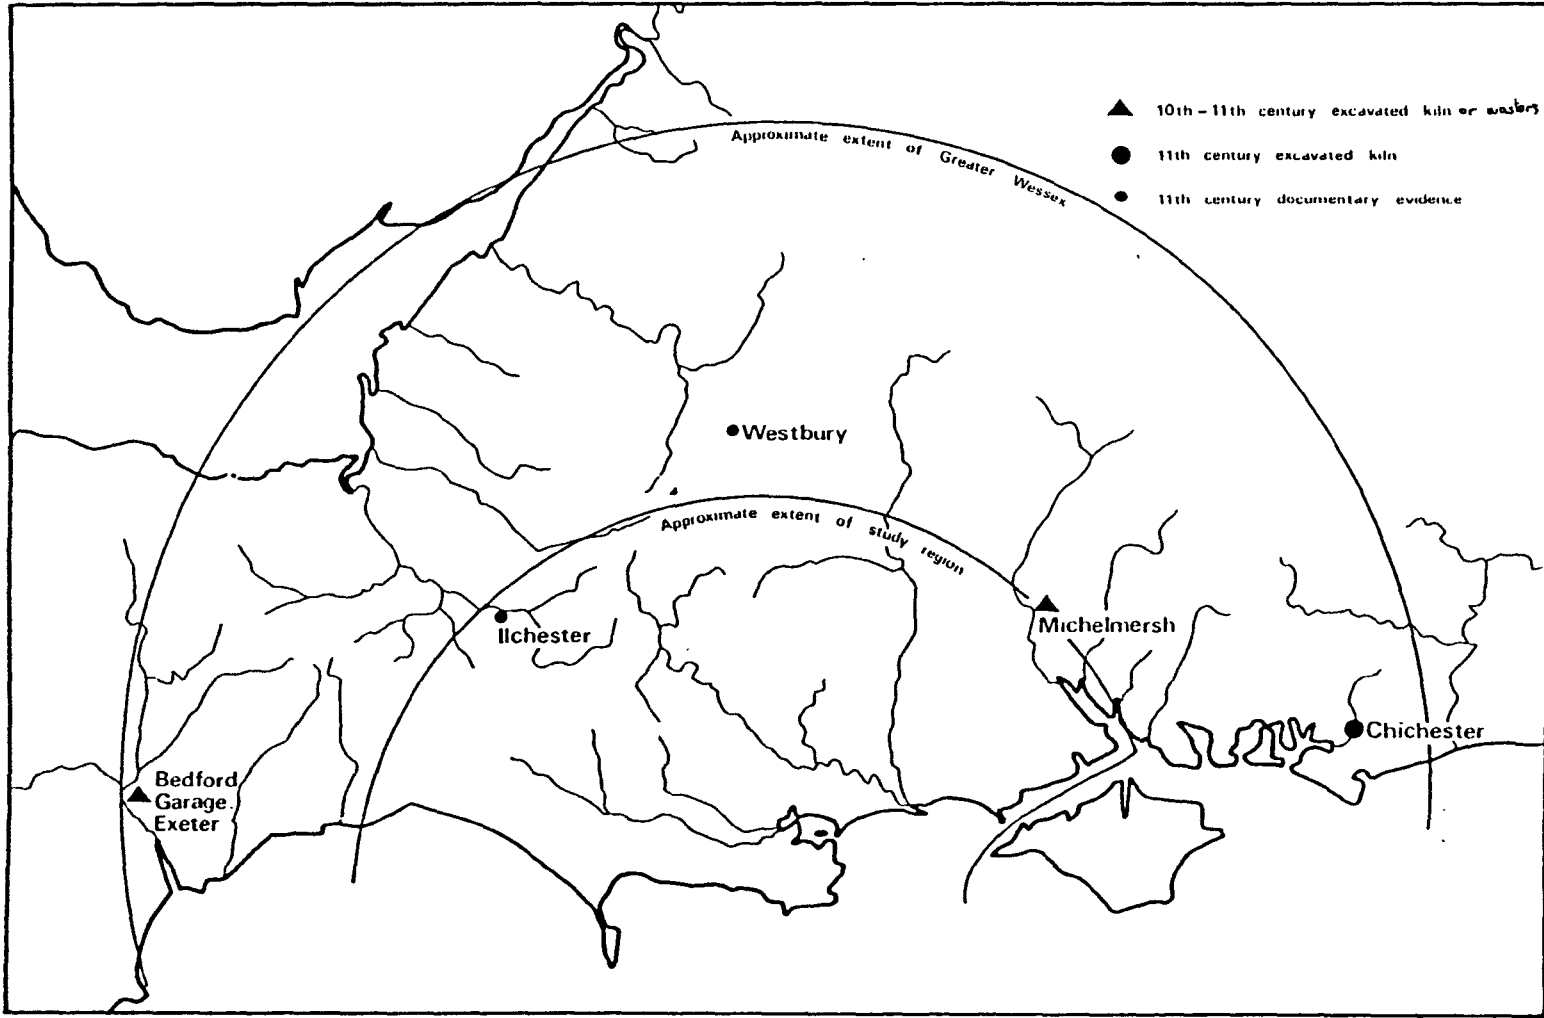 10th-11th century excavated kiln or wasters
11th century excavated kiln
11th century documentary evidence
Approximate extent of Greater Wessex
Westbury
Approximate extent of study region
Ilchester
Michelmersh
Chichester
Bedford
Garage.
Exeter